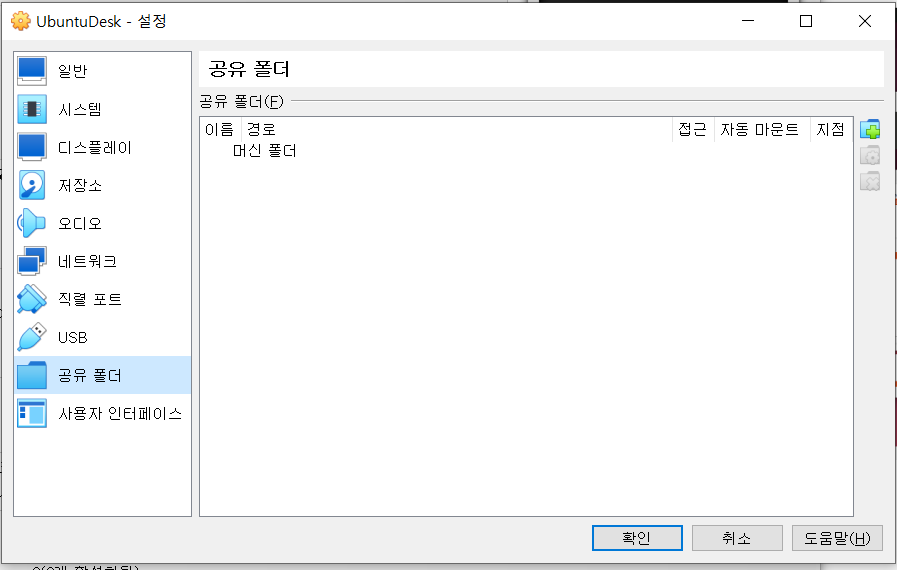 UbuntuDesk - 설정
일반
시스템
디스플레이
저장소
오디오
네트워크
직렬 포트
USB
공유 폴더
사용자 인터페이스
공유 폴더
공유 폴더(F)
이름 경로 접근 자동 마운트 지점
머신 폴더
확인 취소 도움말(H)